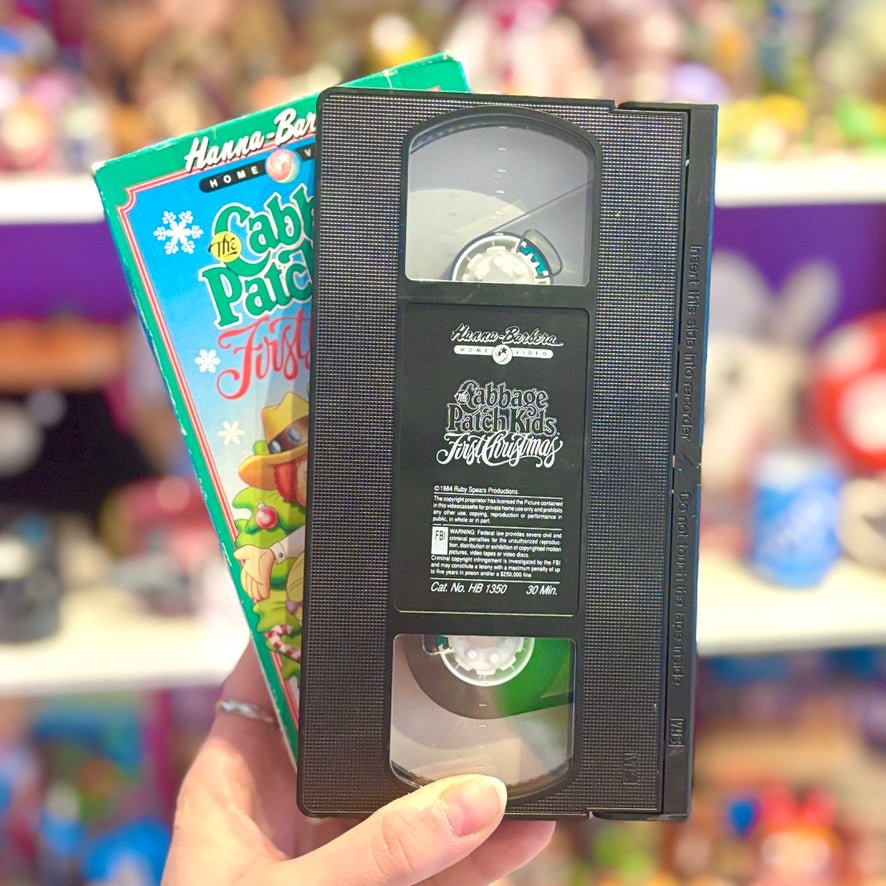 Hanna-Bar
HOME V
The Cabb
Patch
First
Hanna-Barbera
HOME VIDEO
The Cabbage
Patch Kids
First Christmas
©1984 Ruby Spears Productions.
The copyright proprietor has licensed the Picture contained
in this videocassette for private home use only and prohibits
any other use, copying, reproduction or performance in
public, in whole or in part.
FBI
WARNING: Federal law provides severe civil and
criminal penalties for the unauthorized reproduc-
tion, distribution or exhibition of copyrighted motion
pictures, video tapes or video discs.
Criminal copyright infringement is investigated by the FBI
and may constitute a felony with a maximum penalty of up
to five years in prison and/or a $250,000 fine
Cat. No. HB 1350 30 Min.
Insert this side into recorder
Do not touch the tape inside
VHS